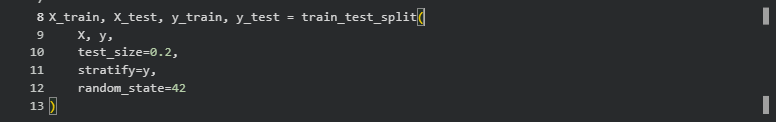 8 X_train, X_test, y_train, y_test = train_test_split(
9     X, y,
10     test_size=0.2,
11     stratify=y,
12     random_state=42
13 )